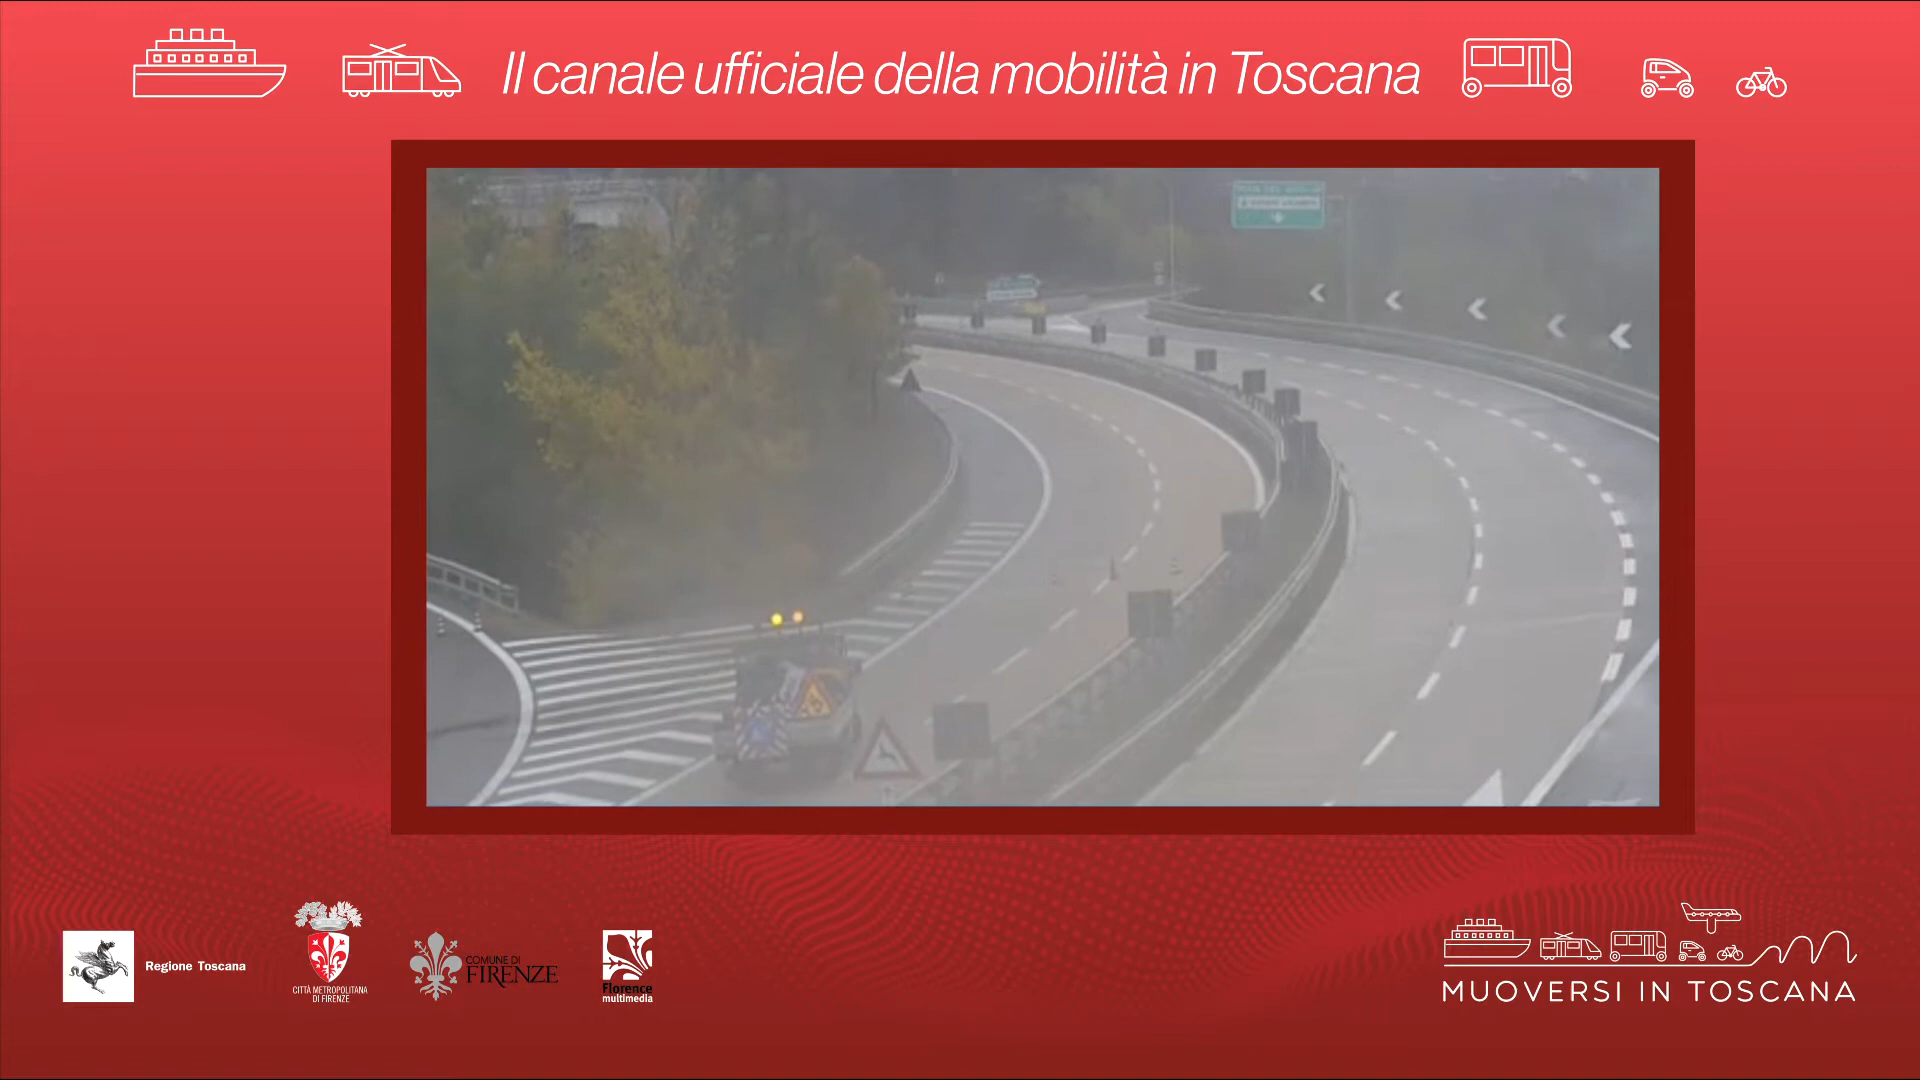 Il canale ufficiale della mobilità in Toscana
Regione Toscana
CITTÀ METROPOLITANA
DI FIRENZE
COMUNE DI
FIRENZE
Florence
multimedia
MUOVERSI IN TOSCANA